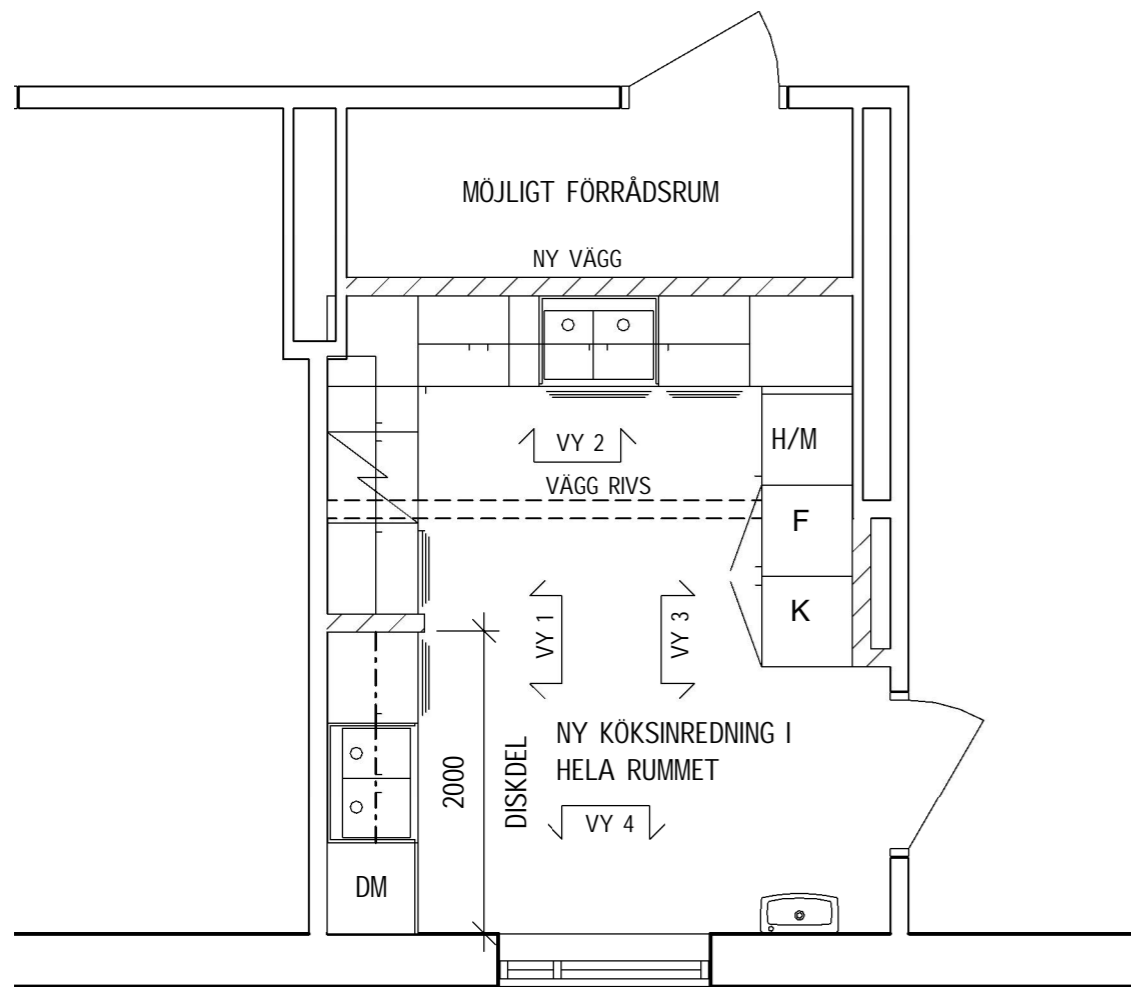 MÖJLIGT FÖRRÅDSRUM
NY VÄGG
VY 2
H/M
VÄGG RIVS
F
K
VY 1
VY 3
NY KÖKSINREDNING I
HELA RUMMET
2000
DISKDEL
VY 4
DM